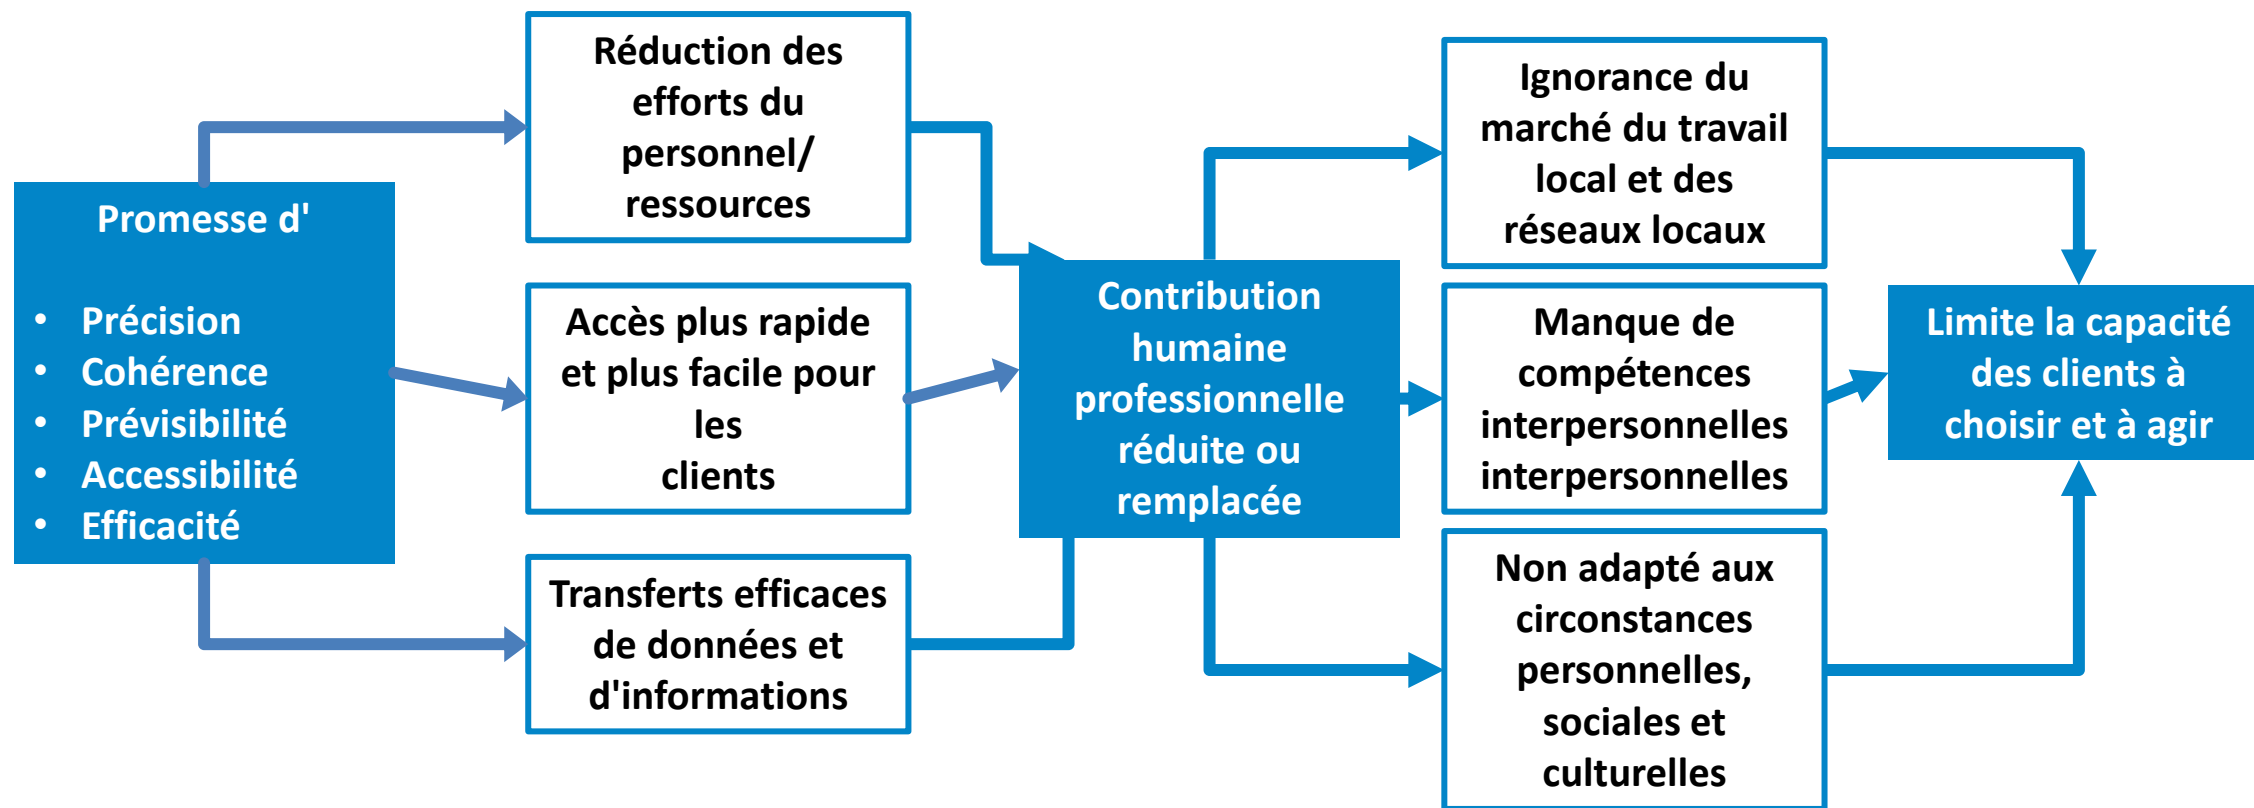 Promesse d'
• Précision
• Cohérence
• Prévisibilité
• Accessibilité
• Efficacité
Réduction des
efforts du
personnel/
ressources
Accès plus rapide
et plus facile pour
les
clients
Transferts efficaces
de données et
d'informations
Contribution
humaine
professionnelle
réduite ou
remplacée
Ignorance du
marché du travail
local et des
réseaux locaux
Manque de
compétences
interpersonnelles
interpersonnelles
Non adapté aux
circonstances
personnelles,
sociales et
culturelles
Limite la capacité
des clients à
choisir et à agir